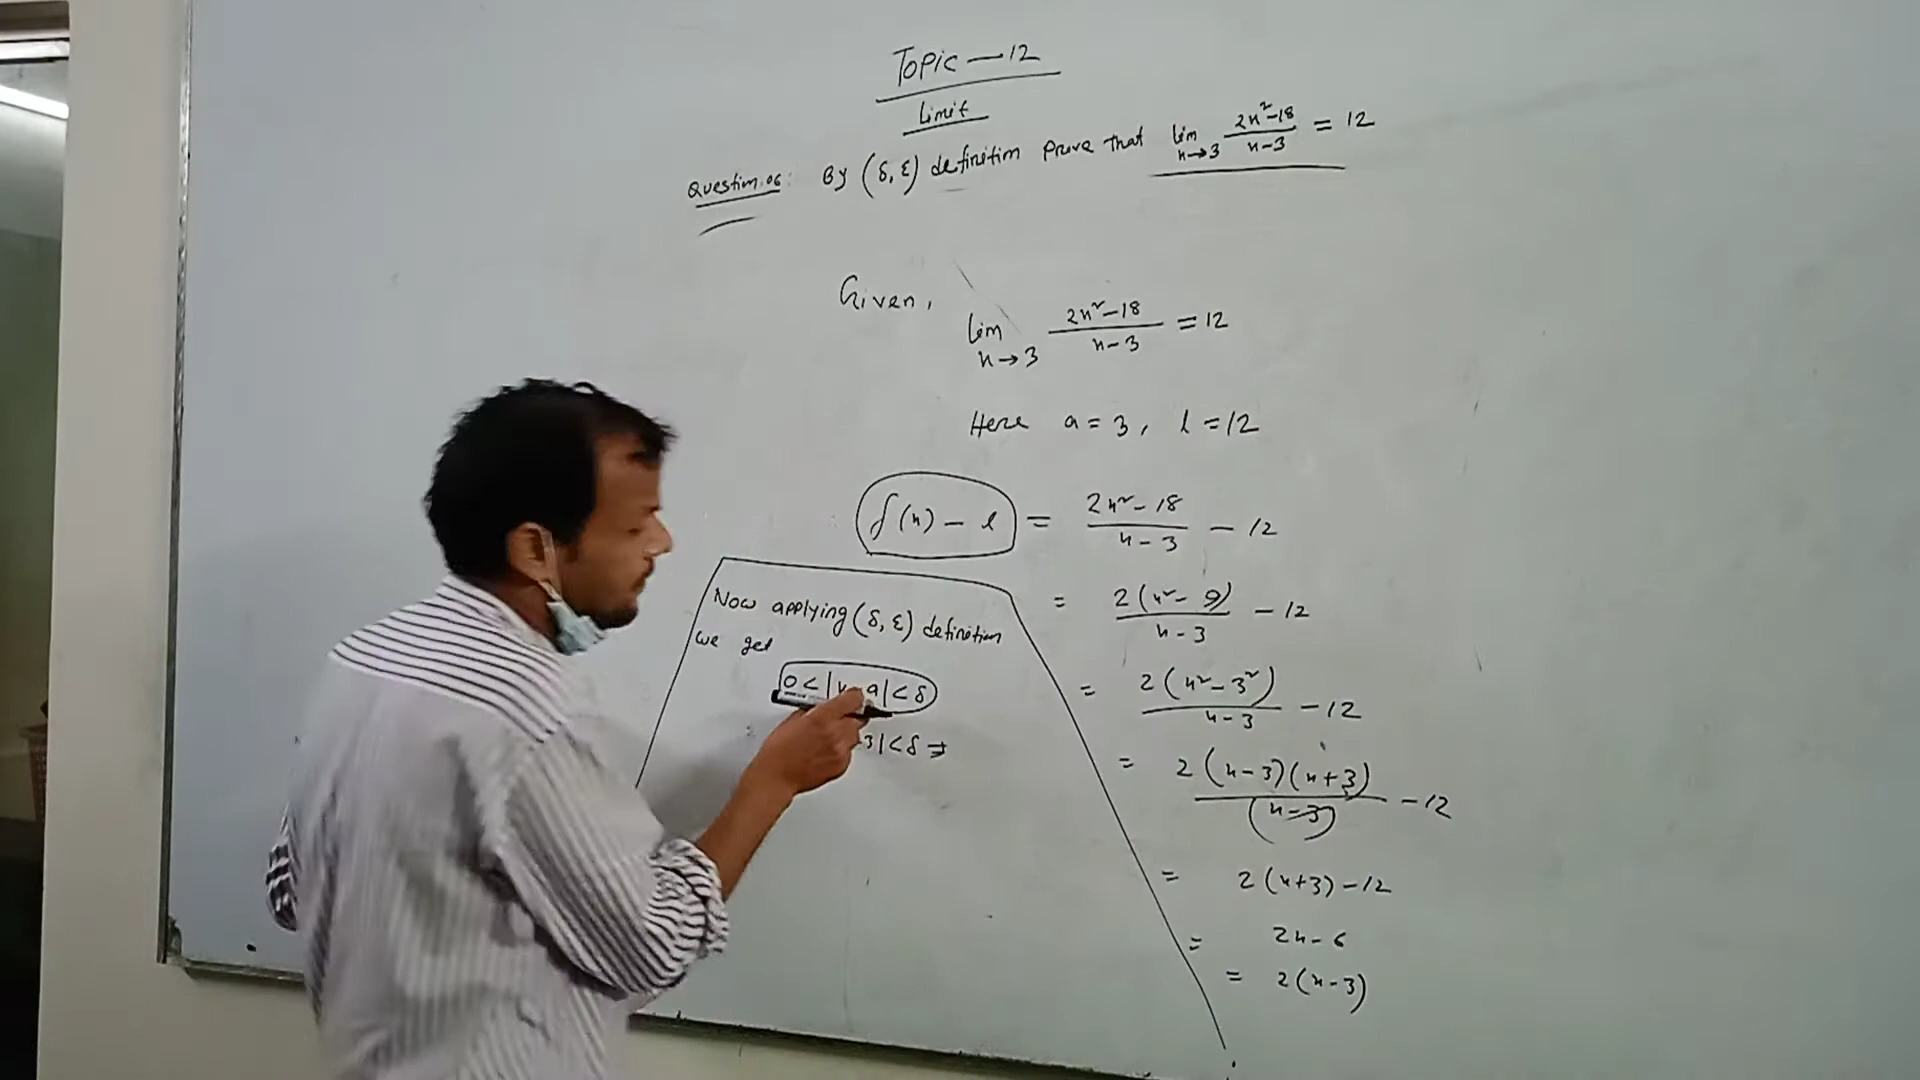 Topic — 12
Limit
Question:06: By (δ, ε) definition prove that lim x→3 2x²-18 / x-3 = 12
Given,
lim x→3 2x²-18 / x-3 = 12
Here a = 3, l = 12
f(x) - l = 2x²-18 / x-3 - 12
= 2(x²-9) / x-3 - 12
= 2(x²-3²) / x-3 - 12
= 2(x-3)(x+3) / (x-3) - 12
= 2(x+3) - 12
= 2x-6
= 2(x-3)
Now applying (δ, ε) definition
we get
0 < |x-a| < δ
-3| < δ ⇒